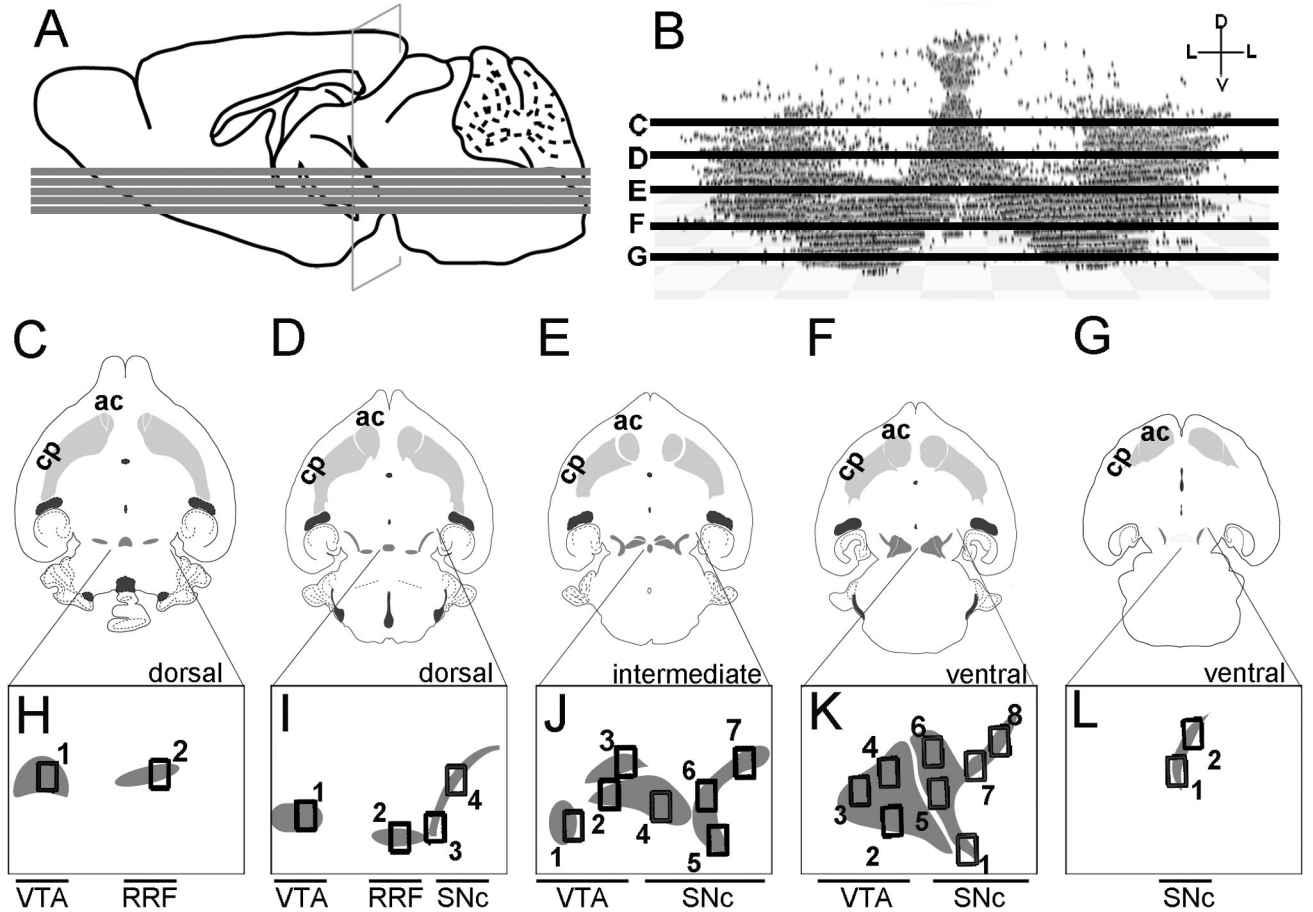 A
B
D
L L
V
C
D
E
F
G
C
D
E
F
G
ac
cp
ac
cp
ac
cp
ac
cp
ac
cp
dorsal
dorsal
intermediate
ventral
ventral
H
1
2
I
1
2
3
4
J
1
2
3
4
5
6
7
K
1
2
3
4
5
6
7
8
L
1
2
VTA RRF
VTA RRF SNc
VTA SNc
VTA SNc
SNc